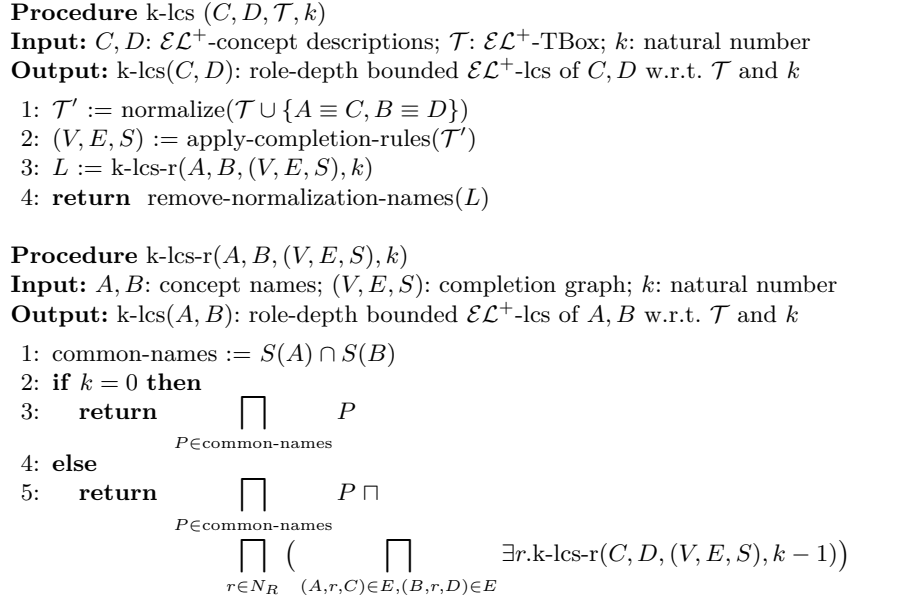 Procedure k-lcs (C, D, 𝒯, k)
Input: C, D: ℰℒ⁺-concept descriptions; 𝒯: ℰℒ⁺-TBox; k: natural number
Output: k-lcs(C, D): role-depth bounded ℰℒ⁺-lcs of C, D w.r.t. 𝒯 and k
1: 𝒯′ := normalize(𝒯 ∪ {A ≡ C, B ≡ D})
2: (V, E, S) := apply-completion-rules(𝒯′)
3: L := k-lcs-r(A, B, (V, E, S), k)
4: return remove-normalization-names(L)
Procedure k-lcs-r(A, B, (V, E, S), k)
Input: A, B: concept names; (V, E, S): completion graph; k: natural number
Output: k-lcs(A, B): role-depth bounded ℰℒ⁺-lcs of A, B w.r.t. 𝒯 and k
1: common-names := S(A) ∩ S(B)
2: if k = 0 then
3: return ⨅ P
P∈common-names
4: else
5: return ⨅ P ⊓
P∈common-names
⨅ ( ⨅ ∃r.k-lcs-r(C, D, (V, E, S), k − 1))
r∈N_R (A,r,C)∈E,(B,r,D)∈E